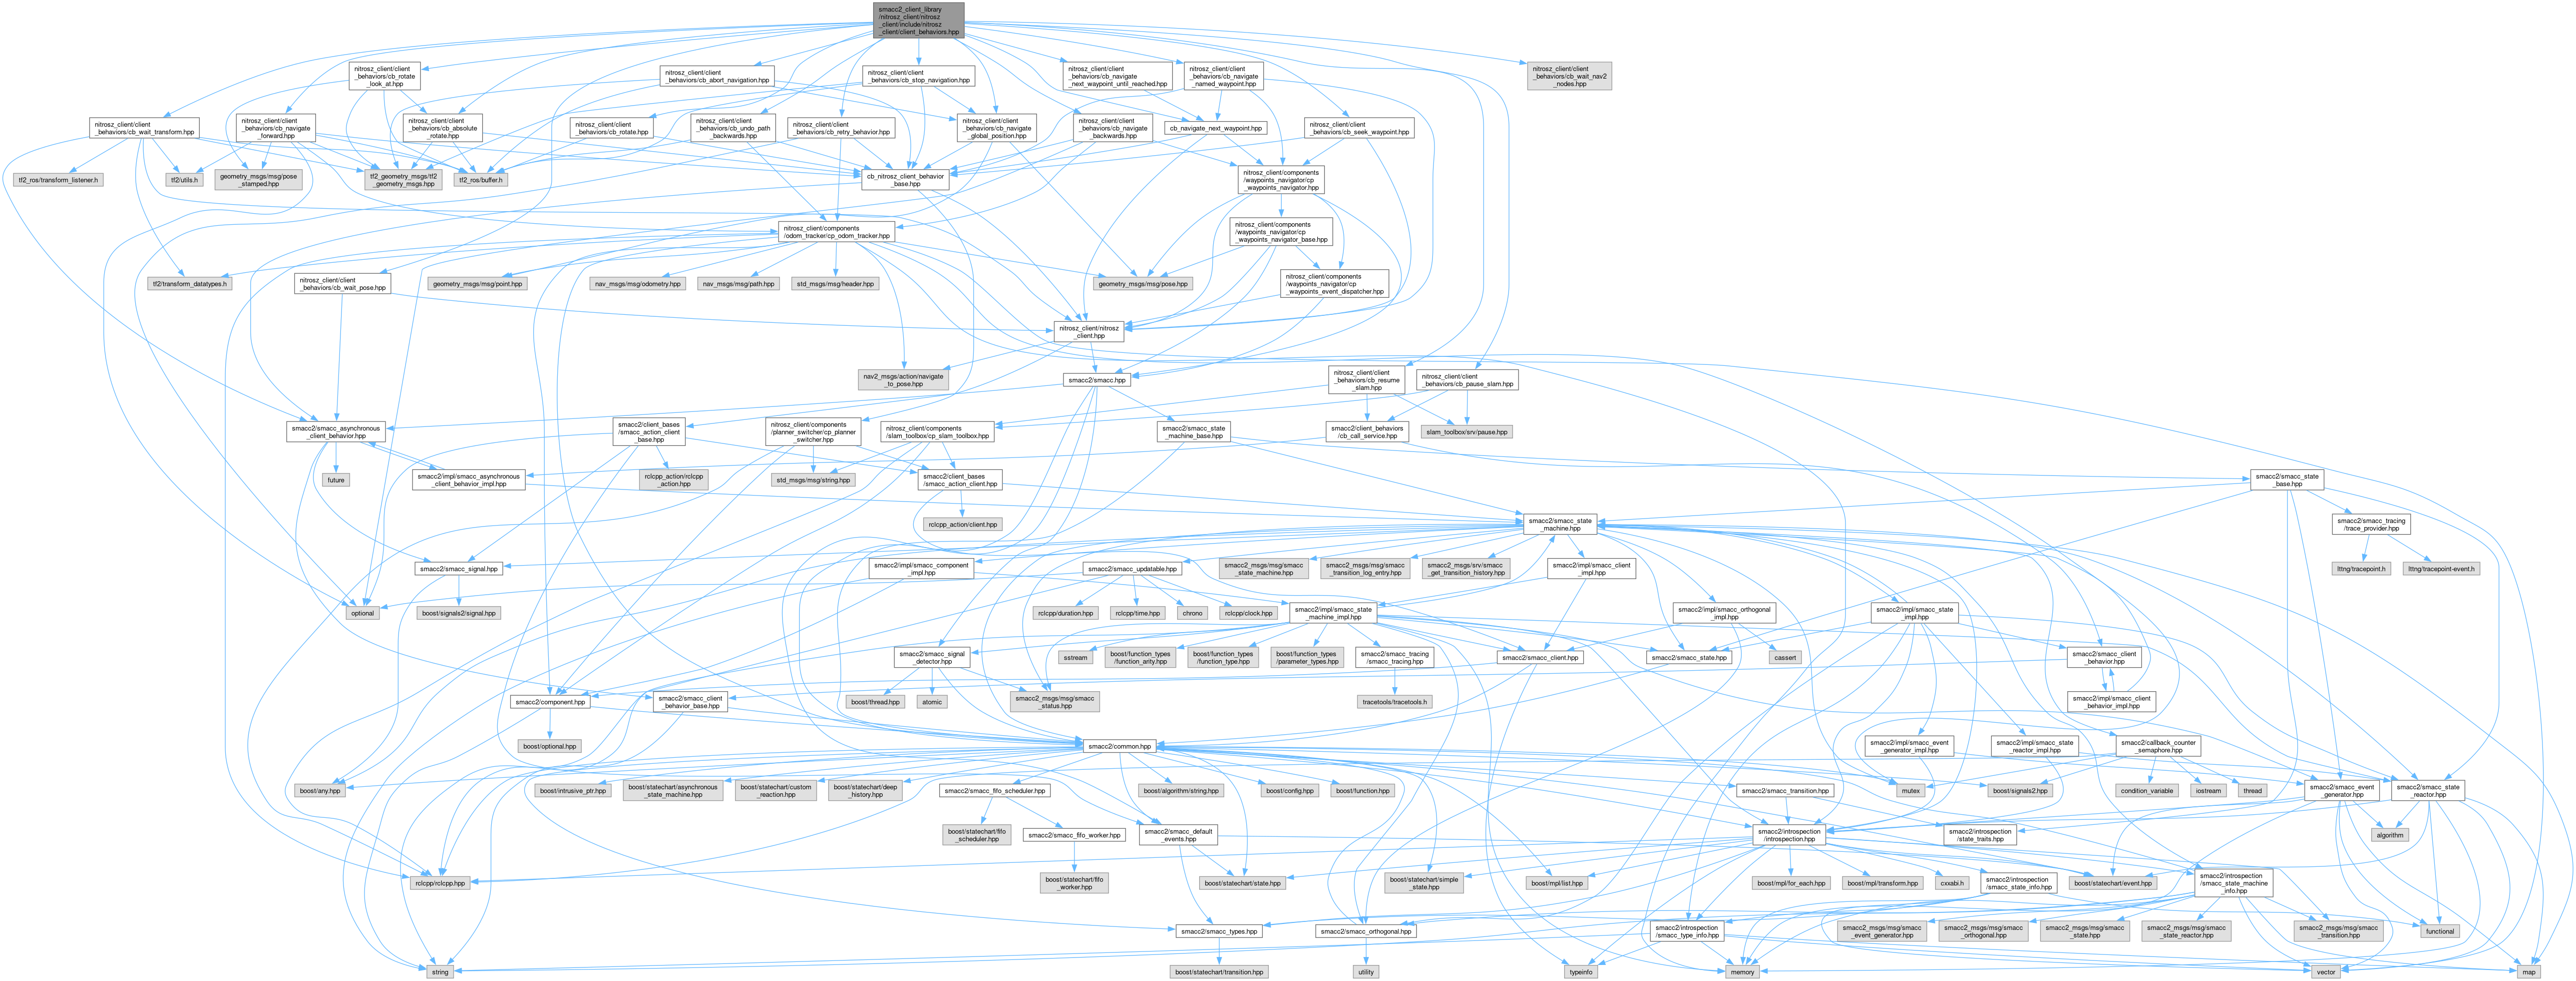 smacc2_client_library
/nitrosz_client/nitrosz
_client/include/nitrosz
_client/client_behaviors.hpp
nitrosz_client/client
_behaviors/cb_rotate
_look_at.hpp
nitrosz_client/client
_behaviors/cb_abort_navigation.hpp
nitrosz_client/client
_behaviors/cb_stop_navigation.hpp
nitrosz_client/client
_behaviors/cb_navigate
_next_waypoint_until_reached.hpp
nitrosz_client/client
_behaviors/cb_navigate
_named_waypoint.hpp
nitrosz_client/client
_behaviors/cb_wait_nav2
_nodes.hpp
nitrosz_client/client
_behaviors/cb_wait_transform.hpp
nitrosz_client/client
_behaviors/cb_navigate
_forward.hpp
nitrosz_client/client
_behaviors/cb_absolute
_rotate.hpp
nitrosz_client/client
_behaviors/cb_rotate.hpp
nitrosz_client/client
_behaviors/cb_undo_path
_backwards.hpp
nitrosz_client/client
_behaviors/cb_retry_behavior.hpp
nitrosz_client/client
_behaviors/cb_navigate
_global_position.hpp
nitrosz_client/client
_behaviors/cb_navigate
_backwards.hpp
cb_navigate_next_waypoint.hpp
nitrosz_client/client
_behaviors/cb_seek_waypoint.hpp
tf2_ros/transform_listener.h
tf2/utils.h
geometry_msgs/msg/pose
_stamped.hpp
tf2_geometry_msgs/tf2
_geometry_msgs.hpp
tf2_ros/buffer.h
cb_nitrosz_client_behavior
_base.hpp
nitrosz_client/components
/waypoints_navigator/cp
_waypoints_navigator.hpp
nitrosz_client/components
/odom_tracker/cp_odom_tracker.hpp
nitrosz_client/components
/waypoints_navigator/cp
_waypoints_navigator_base.hpp
tf2/transform_datatypes.h
nitrosz_client/client
_behaviors/cb_wait_pose.hpp
geometry_msgs/msg/point.hpp
nav_msgs/msg/odometry.hpp
nav_msgs/msg/path.hpp
std_msgs/msg/header.hpp
geometry_msgs/msg/pose.hpp
nitrosz_client/components
/waypoints_navigator/cp
_waypoints_event_dispatcher.hpp
nitrosz_client/nitrosz
_client.hpp
nav2_msgs/action/navigate
_to_pose.hpp
smacc2/smacc.hpp
nitrosz_client/client
_behaviors/cb_resume
_slam.hpp
nitrosz_client/client
_behaviors/cb_pause_slam.hpp
smacc2/smacc_asynchronous
_client_behavior.hpp
smacc2/client_bases
/smacc_action_client
_base.hpp
nitrosz_client/components
/planner_switcher/cp_planner
_switcher.hpp
nitrosz_client/components
/slam_toolbox/cp_slam_toolbox.hpp
smacc2/smacc_state
_machine_base.hpp
smacc2/client_behaviors
/cb_call_service.hpp
slam_toolbox/srv/pause.hpp
future
smacc2/impl/smacc_asynchronous
_client_behavior_impl.hpp
rclcpp_action/rclcpp
_action.hpp
std_msgs/msg/string.hpp
smacc2/client_bases
/smacc_action_client.hpp
smacc2/smacc_state
_base.hpp
rclcpp_action/client.hpp
smacc2/smacc_state
_machine.hpp
smacc2/smacc_tracing
/trace_provider.hpp
smacc2/smacc_signal.hpp
smacc2/impl/smacc_component
_impl.hpp
smacc2/smacc_updatable.hpp
smacc2_msgs/msg/smacc
_state_machine.hpp
smacc2_msgs/msg/smacc
_transition_log_entry.hpp
smacc2_msgs/srv/smacc
_get_transition_history.hpp
smacc2/impl/smacc_client
_impl.hpp
lttng/tracepoint.h
lttng/tracepoint-event.h
optional
boost/signals2/signal.hpp
rclcpp/duration.hpp
rclcpp/time.hpp
chrono
rclcpp/clock.hpp
smacc2/impl/smacc_state
_machine_impl.hpp
smacc2/impl/smacc_orthogonal
_impl.hpp
smacc2/impl/smacc_state
_impl.hpp
smacc2/smacc_signal
_detector.hpp
sstream
boost/function_types
/function_arity.hpp
boost/function_types
/function_type.hpp
boost/function_types
/parameter_types.hpp
smacc2/smacc_tracing
/smacc_tracing.hpp
smacc2/smacc_client.hpp
smacc2/smacc_state.hpp
cassert
smacc2/smacc_client
_behavior.hpp
smacc2/component.hpp
smacc2/smacc_client
_behavior_base.hpp
boost/thread.hpp
atomic
smacc2_msgs/msg/smacc
_status.hpp
tracetools/tracetools.h
smacc2/impl/smacc_client
_behavior_impl.hpp
boost/optional.hpp
smacc2/common.hpp
smacc2/impl/smacc_event
_generator_impl.hpp
smacc2/impl/smacc_state
_reactor_impl.hpp
smacc2/callback_counter
_semaphore.hpp
boost/any.hpp
boost/intrusive_ptr.hpp
boost/statechart/asynchronous
_state_machine.hpp
boost/statechart/custom
_reaction.hpp
boost/statechart/deep
_history.hpp
smacc2/smacc_fifo_scheduler.hpp
boost/algorithm/string.hpp
boost/config.hpp
boost/function.hpp
smacc2/smacc_transition.hpp
mutex
boost/signals2.hpp
condition_variable
iostream
thread
smacc2/smacc_event
_generator.hpp
smacc2/smacc_state
_reactor.hpp
boost/statechart/fifo
_scheduler.hpp
smacc2/smacc_fifo_worker.hpp
smacc2/smacc_default
_events.hpp
smacc2/introspection
/introspection.hpp
smacc2/introspection
/state_traits.hpp
algorithm
rclcpp/rclcpp.hpp
boost/statechart/fifo
_worker.hpp
boost/statechart/state.hpp
boost/statechart/simple
_state.hpp
boost/mpl/list.hpp
boost/mpl/for_each.hpp
boost/mpl/transform.hpp
cxxabi.h
smacc2/introspection
/smacc_state_info.hpp
boost/statechart/event.hpp
smacc2/introspection
/smacc_state_machine
_info.hpp
smacc2/smacc_types.hpp
smacc2/smacc_orthogonal.hpp
smacc2/introspection
/smacc_type_info.hpp
smacc2_msgs/msg/smacc
_event_generator.hpp
smacc2_msgs/msg/smacc
_orthogonal.hpp
smacc2_msgs/msg/smacc
_state.hpp
smacc2_msgs/msg/smacc
_state_reactor.hpp
smacc2_msgs/msg/smacc
_transition.hpp
functional
string
boost/statechart/transition.hpp
utility
typeinfo
memory
vector
map